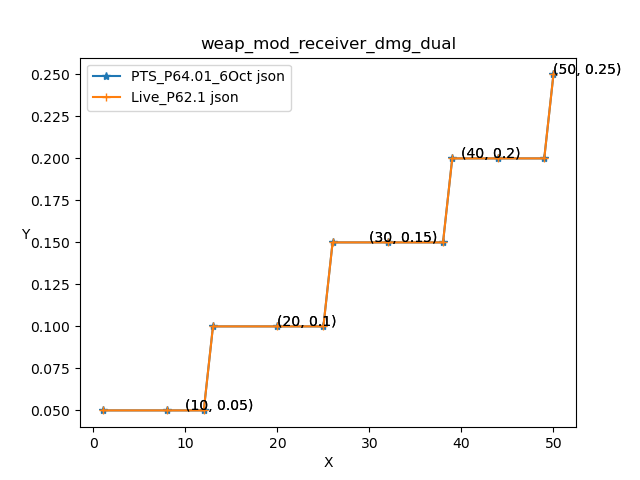 weap_mod_receiver_dmg_dual
PTS_P64.01_6Oct json
Live_P62.1 json
(50, 0.25)
(40, 0.2)
(30, 0.15)
(20, 0.1)
(10, 0.05)
Y
0.250
0.225
0.200
0.175
0.150
0.125
0.100
0.075
0.050
0 10 20 30 40 50
X